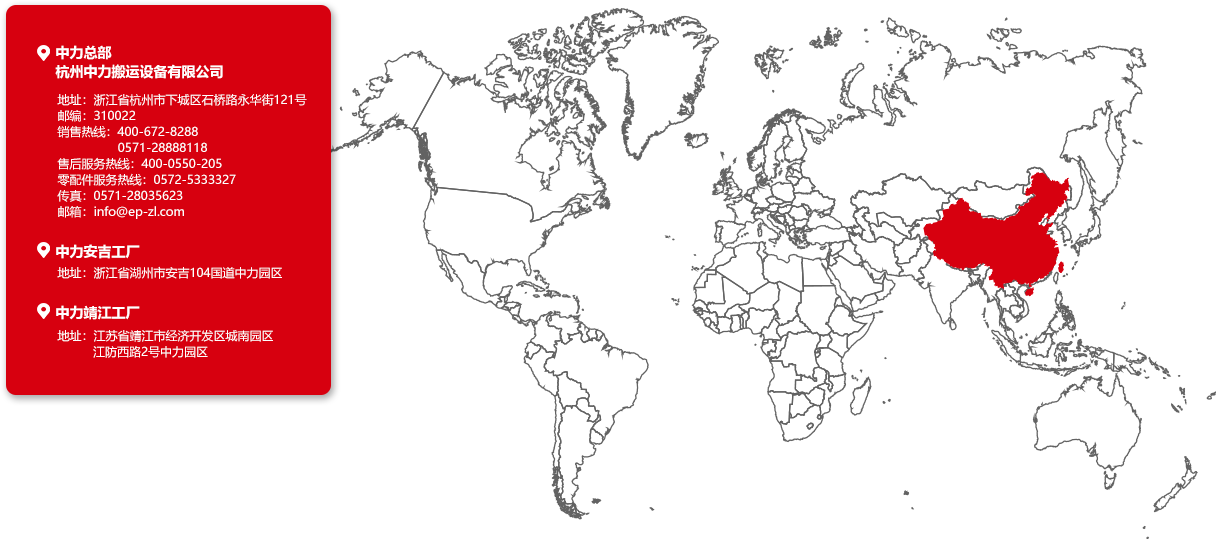 中力总部
杭州中力搬运设备有限公司
地址：浙江省杭州市下城区石桥路永华街121号
邮编：310022
销售热线：400-672-8288
0571-28888118
售后服务热线：400-0550-205
零配件服务热线：0572-5333327
传真：0571-28035623
邮箱：info@ep-zl.com
中力安吉工厂
地址：浙江省湖州市安吉104国道中力园区
中力靖江工厂
地址：江苏省靖江市经济开发区城南园区
江防西路2号中力园区